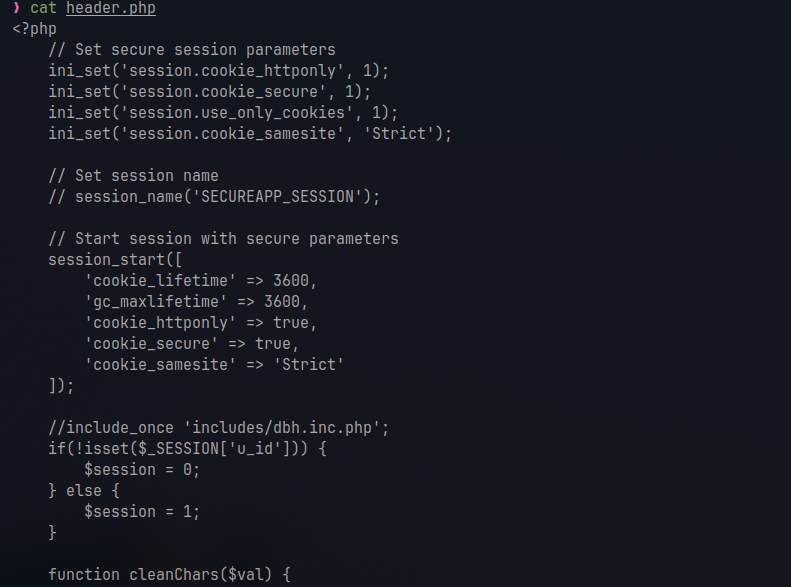 ❯ cat header.php
<?php
    // Set secure session parameters
    ini_set('session.cookie_httponly', 1);
    ini_set('session.cookie_secure', 1);
    ini_set('session.use_only_cookies', 1);
    ini_set('session.cookie_samesite', 'Strict');

    // Set session name
    // session_name('SECUREAPP_SESSION');

    // Start session with secure parameters
    session_start([
        'cookie_lifetime' => 3600,
        'gc_maxlifetime' => 3600,
        'cookie_httponly' => true,
        'cookie_secure' => true,
        'cookie_samesite' => 'Strict'
    ]);

    //include_once 'includes/dbh.inc.php';
    if(!isset($_SESSION['u_id'])) {
        $session = 0;
    } else {
        $session = 1;
    }

    function cleanChars($val) {